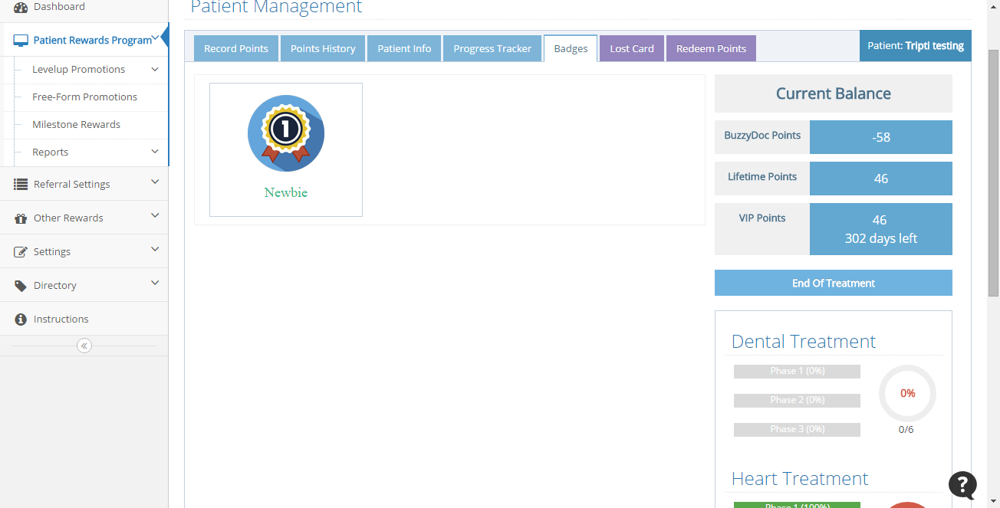 Dashboard
Patient Rewards Program
Levelup Promotions
Free-Form Promotions
Milestone Rewards
Reports
Referral Settings
Other Rewards
Settings
Directory
Instructions
Patient Management
Record Points
Points History
Patient Info
Progress Tracker
Badges
Lost Card
Redeem Points
Patient: Tripti testing
1
Newbie
Current Balance
BuzzyDoc Points
-58
Lifetime Points
46
VIP Points
46
302 days left
End Of Treatment
Dental Treatment
Phase 1 (0%)
Phase 2 (0%)
Phase 3 (0%)
0%
0/6
Heart Treatment
Phase 1 (100%)
?